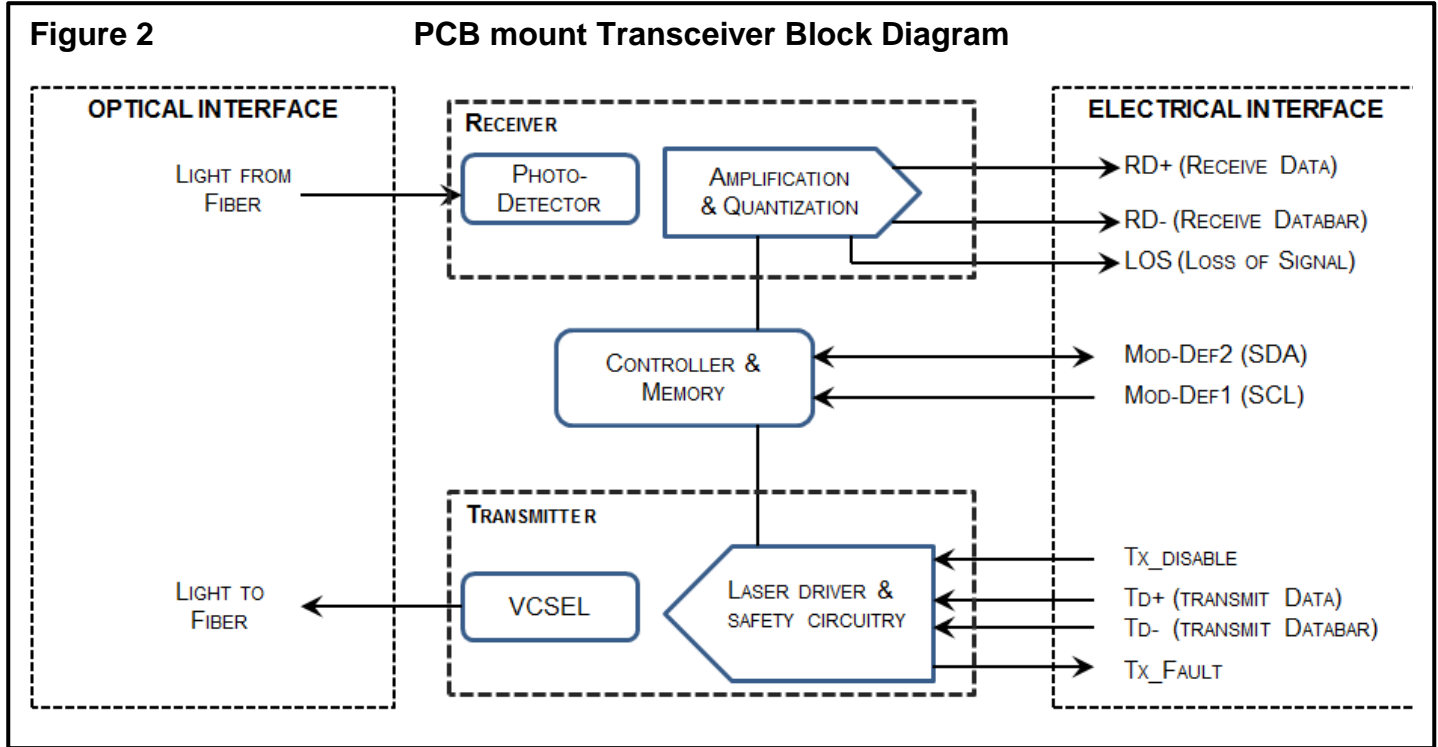 Figure 2 PCB mount Transceiver Block Diagram
OPTICAL INTERFACE
RECEIVER
ELECTRICAL INTERFACE
LIGHT FROM
FIBER
PHOTO-
DETECTOR
AMPLIFICATION
& QUANTIZATION
RD+ (RECEIVE DATA)
RD- (RECEIVE DATABAR)
LOS (LOSS OF SIGNAL)
CONTROLLER &
MEMORY
MOD-DEF2 (SDA)
MOD-DEF1 (SCL)
TRANSMITTER
LIGHT TO
FIBER
VCSEL
LASER DRIVER &
SAFETY CIRCUITRY
TX_DISABLE
TD+ (TRANSMIT DATA)
TD- (TRANSMIT DATABAR)
TX_FAULT